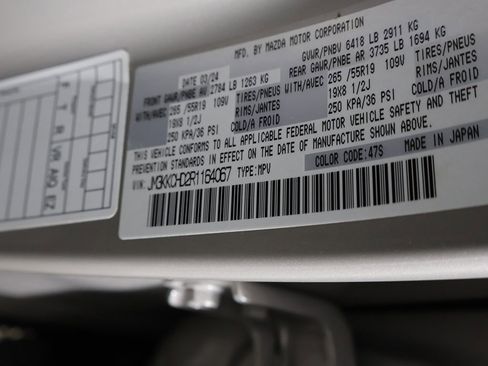 MFD. BY MAZDA MOTOR CORPORATION
DATE 03/24 GVWR/PNBV 6418 LB 2911 KG
FRONT GAWR/PNBE AV 2784 LB 1263 KG REAR GAWR/PNBE AR 3735 LB 1694 KG
WITH/AVEC 265 /55R19 109V TIRES/PNEUS WITH/AVEC 265 /55R19 109V TIRES/PNEUS
19X8 1/2J RIMS/JANTES 19X8 1/2J RIMS/JANTES
250 KPA/36 PSI COLD/A FROID 250 KPA/36 PSI COLD/A FROID
THIS VEHICLE CONFORMS TO ALL APPLICABLE FEDERAL MOTOR VEHICLE SAFETY AND THEFT
PREVENTION STANDARDS IN EFFECT ON THE DATE OF MANUFACTURE SHOWN ABOVE.
COLOR CODE:47S MADE IN JAPAN
VIN: JM3KKCHD2R1164067 TYPE:MPV